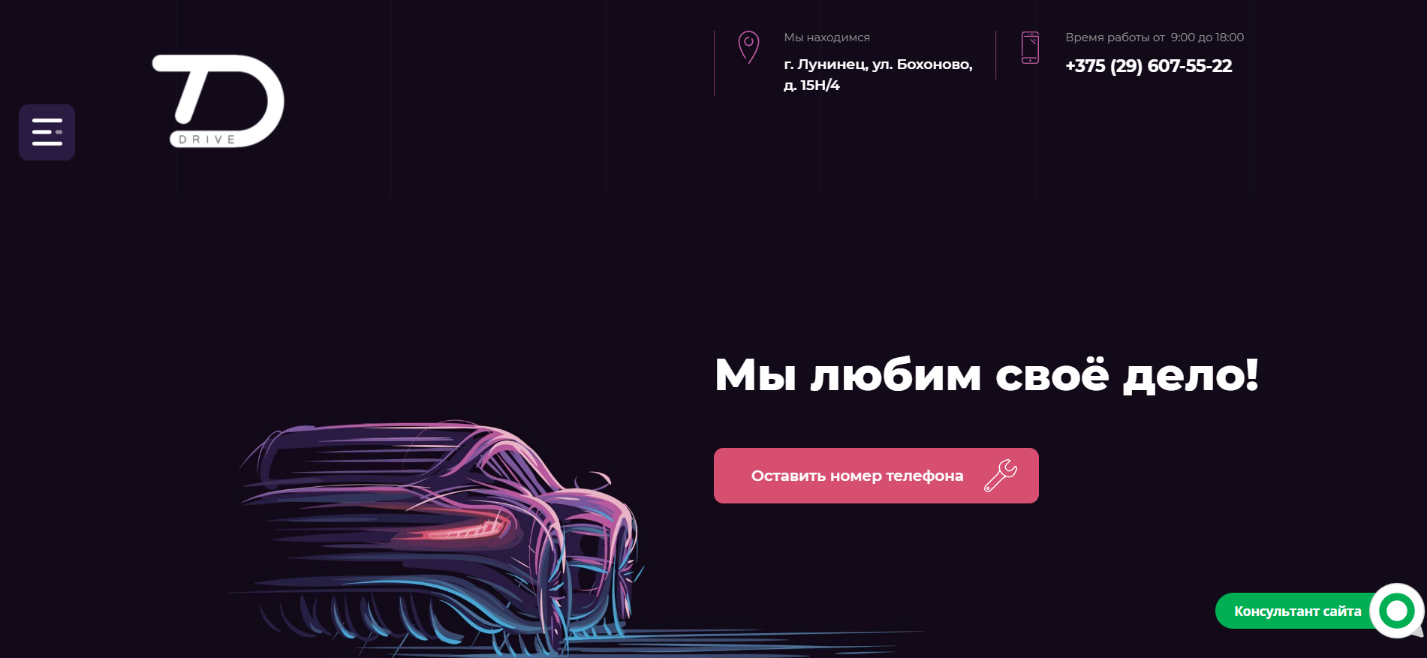 Мы находимся
г. Лунинец, ул. Бохоново,
д. 15Н/4
Время работы от 9:00 до 18:00
+375 (29) 607-55-22
TD
DRIVE
Мы любим своё дело!
Оставить номер телефона
Консультант сайта